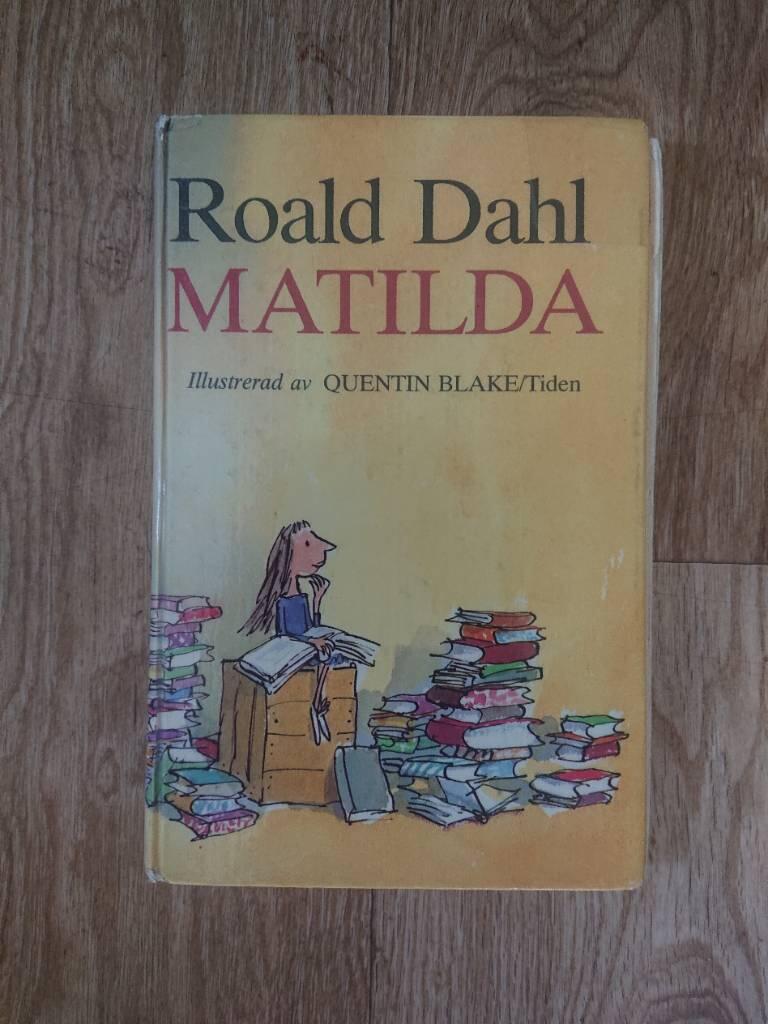 Roald Dahl
MATILDA
Illustrerad av QUENTIN BLAKE/Tiden